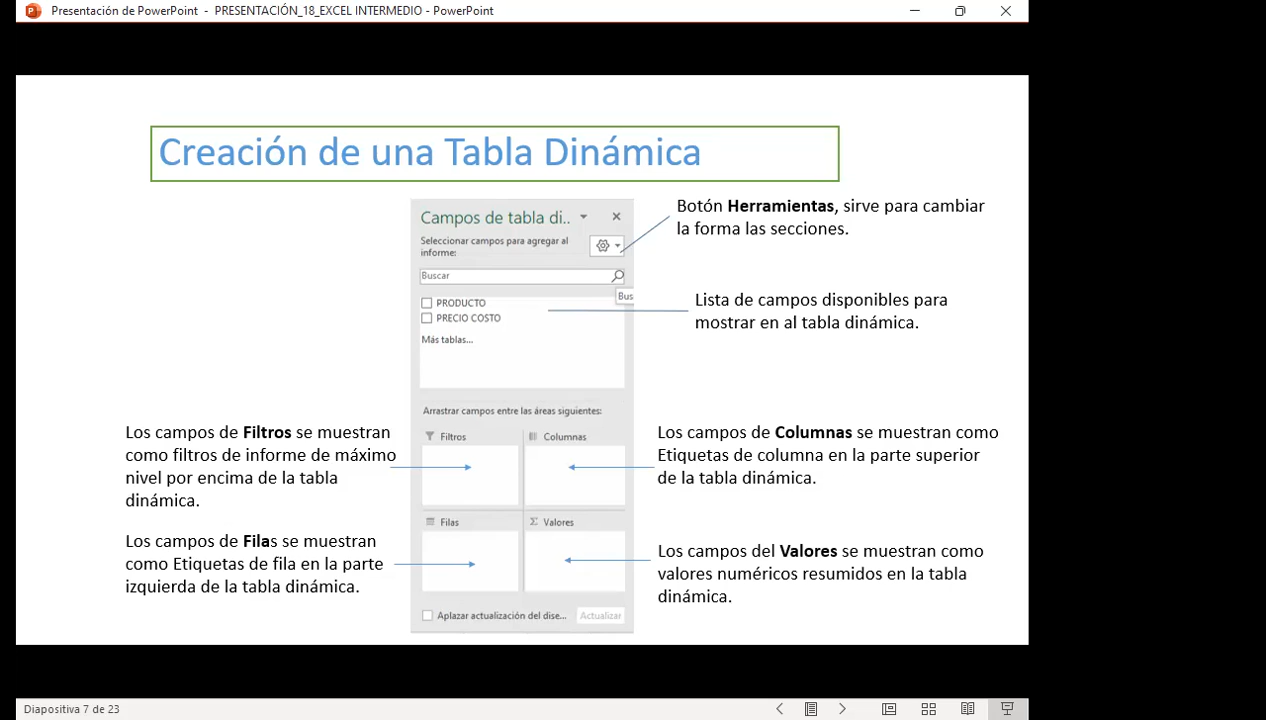 Presentación de PowerPoint - PRESENTACIÓN_18_EXCEL INTERMEDIO - PowerPoint
Creación de una Tabla Dinámica
Botón Herramientas, sirve para cambiar
la forma las secciones.
Campos de tabla di..
Seleccionar campos para agregar al
informe:
Buscar
Bus
PRODUCTO
PRECIO COSTO
Más tablas...
Lista de campos disponibles para
mostrar en al tabla dinámica.
Arrastrar campos entre las áreas siguientes:
Filtros
Columnas
Filas
Valores
Aplazar actualización del dise...
Actualizar
Los campos de Filtros se muestran
como filtros de informe de máximo
nivel por encima de la tabla
dinámica.
Los campos de Columnas se muestran como
Etiquetas de columna en la parte superior
de la tabla dinámica.
Los campos de Filas se muestran
como Etiquetas de fila en la parte
izquierda de la tabla dinámica.
Los campos del Valores se muestran como
valores numéricos resumidos en la tabla
dinámica.
Diapositiva 7 de 23